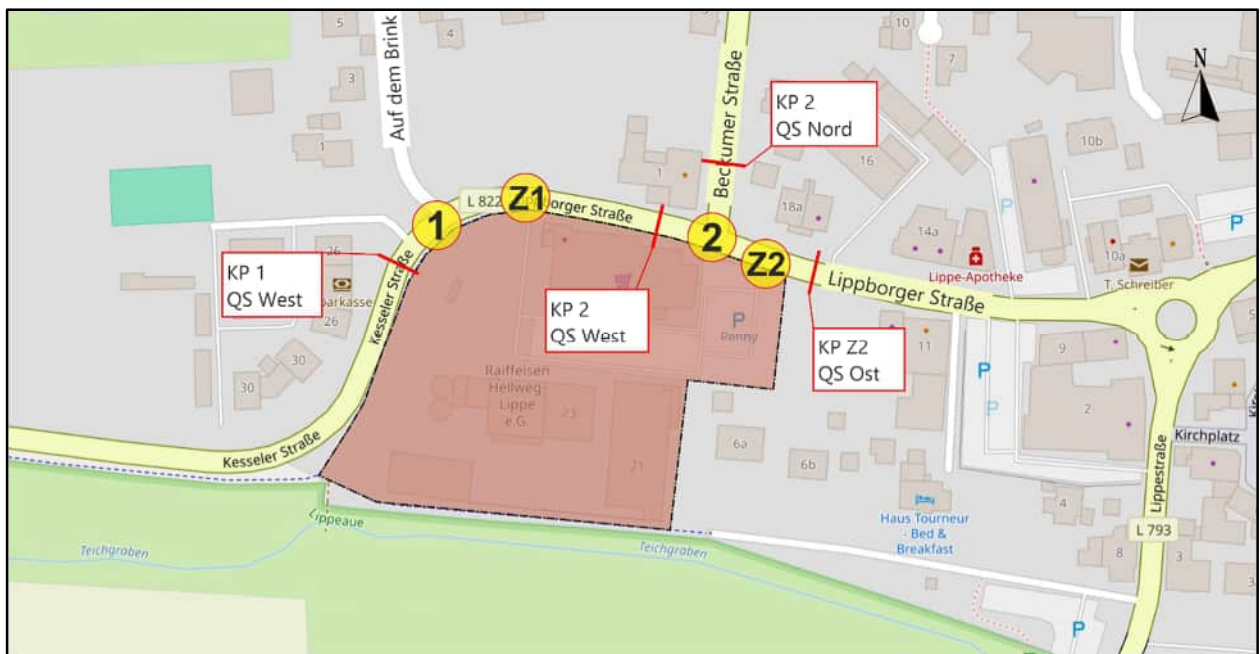 5
4
3
10
7
N
Auf dem Brink
Beckumer Straße
KP 2
QS Nord
1
1
16
10b
P
P
L 822
Z1
borger Straße
18a
14a
10a
1
2
Z2
Lippe-Apotheke
T. Schreiber
KP 1
QS West
26
parkasse
26
Kesseler Straße
KP 2
QS West
P
Penny
Lippborger Straße
KP Z2
QS Ost
11
9
P
P
30
30
Raiffeisen
Hellweg-
Lippe
e.G.
23
2
Kirchplatz
Kesseler Straße
21
6a
6b
Lippestraße
Haus Tourneur
- Bed &
Breakfast
4
L 793
Lippeaue
Teichgraben
Teichgraben
8
3
P